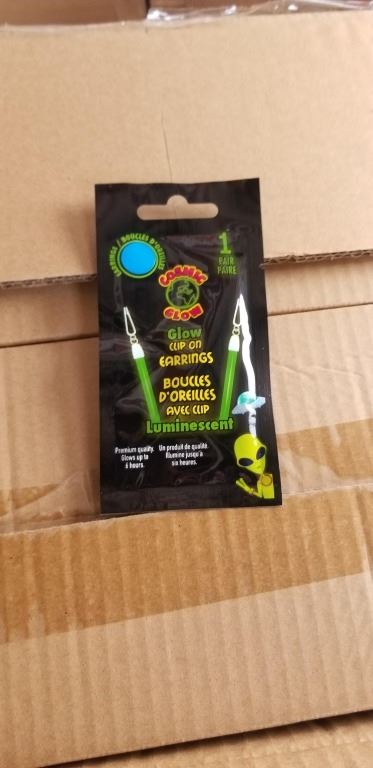 EARRINGS / BOUCLES D'OREILLES
1
PAIR
PAIRE
COSMIC
GLOW
Glow
CLIP ON
EARRINGS
BOUCLES
D'OREILLES
AVEC CLIP
Luminescent
Premium quality.
Glows up to
6 hours.
Un produit de qualité.
Illumine jusqu'à
six heures.